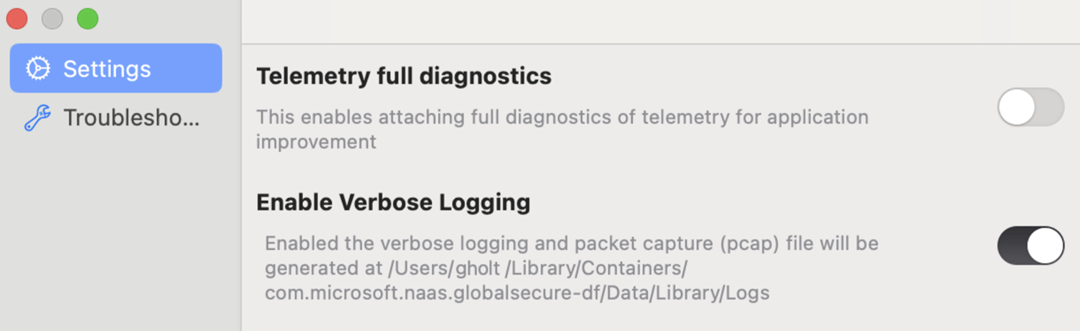 Settings
Troublesho...
Telemetry full diagnostics
This enables attaching full diagnostics of telemetry for application
improvement
Enable Verbose Logging
Enabled the verbose logging and packet capture (pcap) file will be
generated at /Users/gholt /Library/Containers/
com.microsoft.naas.globalsecure-df/Data/Library/Logs